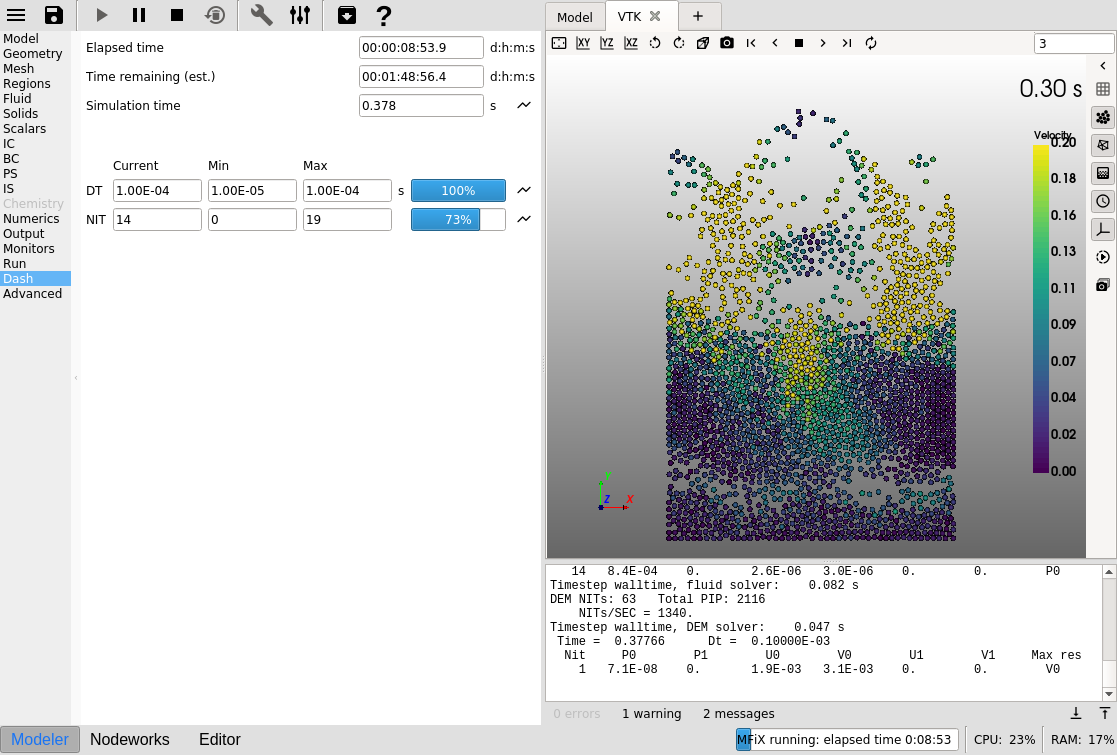 Model
VTK
+
XY YZ XZ
3
Model
Geometry
Mesh
Regions
Fluid
Solids
Scalars
IC
BC
PS
IS
Chemistry
Numerics
Output
Monitors
Run
Dash
Advanced
Elapsed time 00:00:08:53.9 d:h:m:s
Time remaining (est.) 00:01:48:56.4 d:h:m:s
Simulation time 0.378 s
Current Min Max
DT 1.00E-04 1.00E-05 1.00E-04 s 100%
NIT 14 0 19 73%
0.30 s
Velocity
0.20
0.18
0.16
0.13
0.11
0.09
0.07
0.04
0.02
0.00
Y
Z X
14 8.4E-04 0. 2.6E-06 3.0E-06 0. 0. P0
Timestep walltime, fluid solver: 0.082 s
DEM NITs: 63 Total PIP: 2116
NITs/SEC = 1340.
Timestep walltime, DEM solver: 0.047 s
Time = 0.37766 Dt = 0.10000E-03
Nit P0 P1 U0 V0 U1 V1 Max res
1 7.1E-08 0. 1.9E-03 3.1E-03 0. 0. V0
0 errors 1 warning 2 messages
Modeler Nodeworks Editor
MFiX running: elapsed time 0:08:53
CPU: 23% RAM: 17%